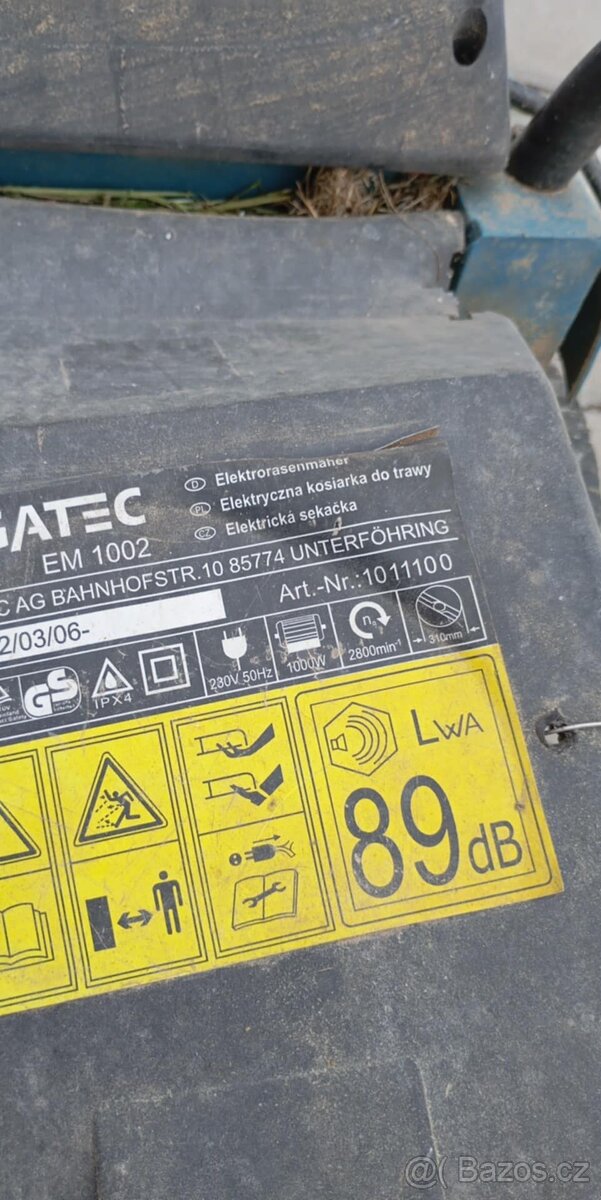 GATEC
EM 1002
D Elektrorasenmäher
PL Elektryczna kosiarka do trawy
CZ Elektrická sekačka
C AG BAHNHOFSTR.10 85774 UNTERFÖHRING
2/03/06- Art.-Nr.:1011100
GS IPX4 230V 50Hz 1000W n₀ 2800min⁻¹ 310mm
LWA
89 dB
@( Bazos.cz